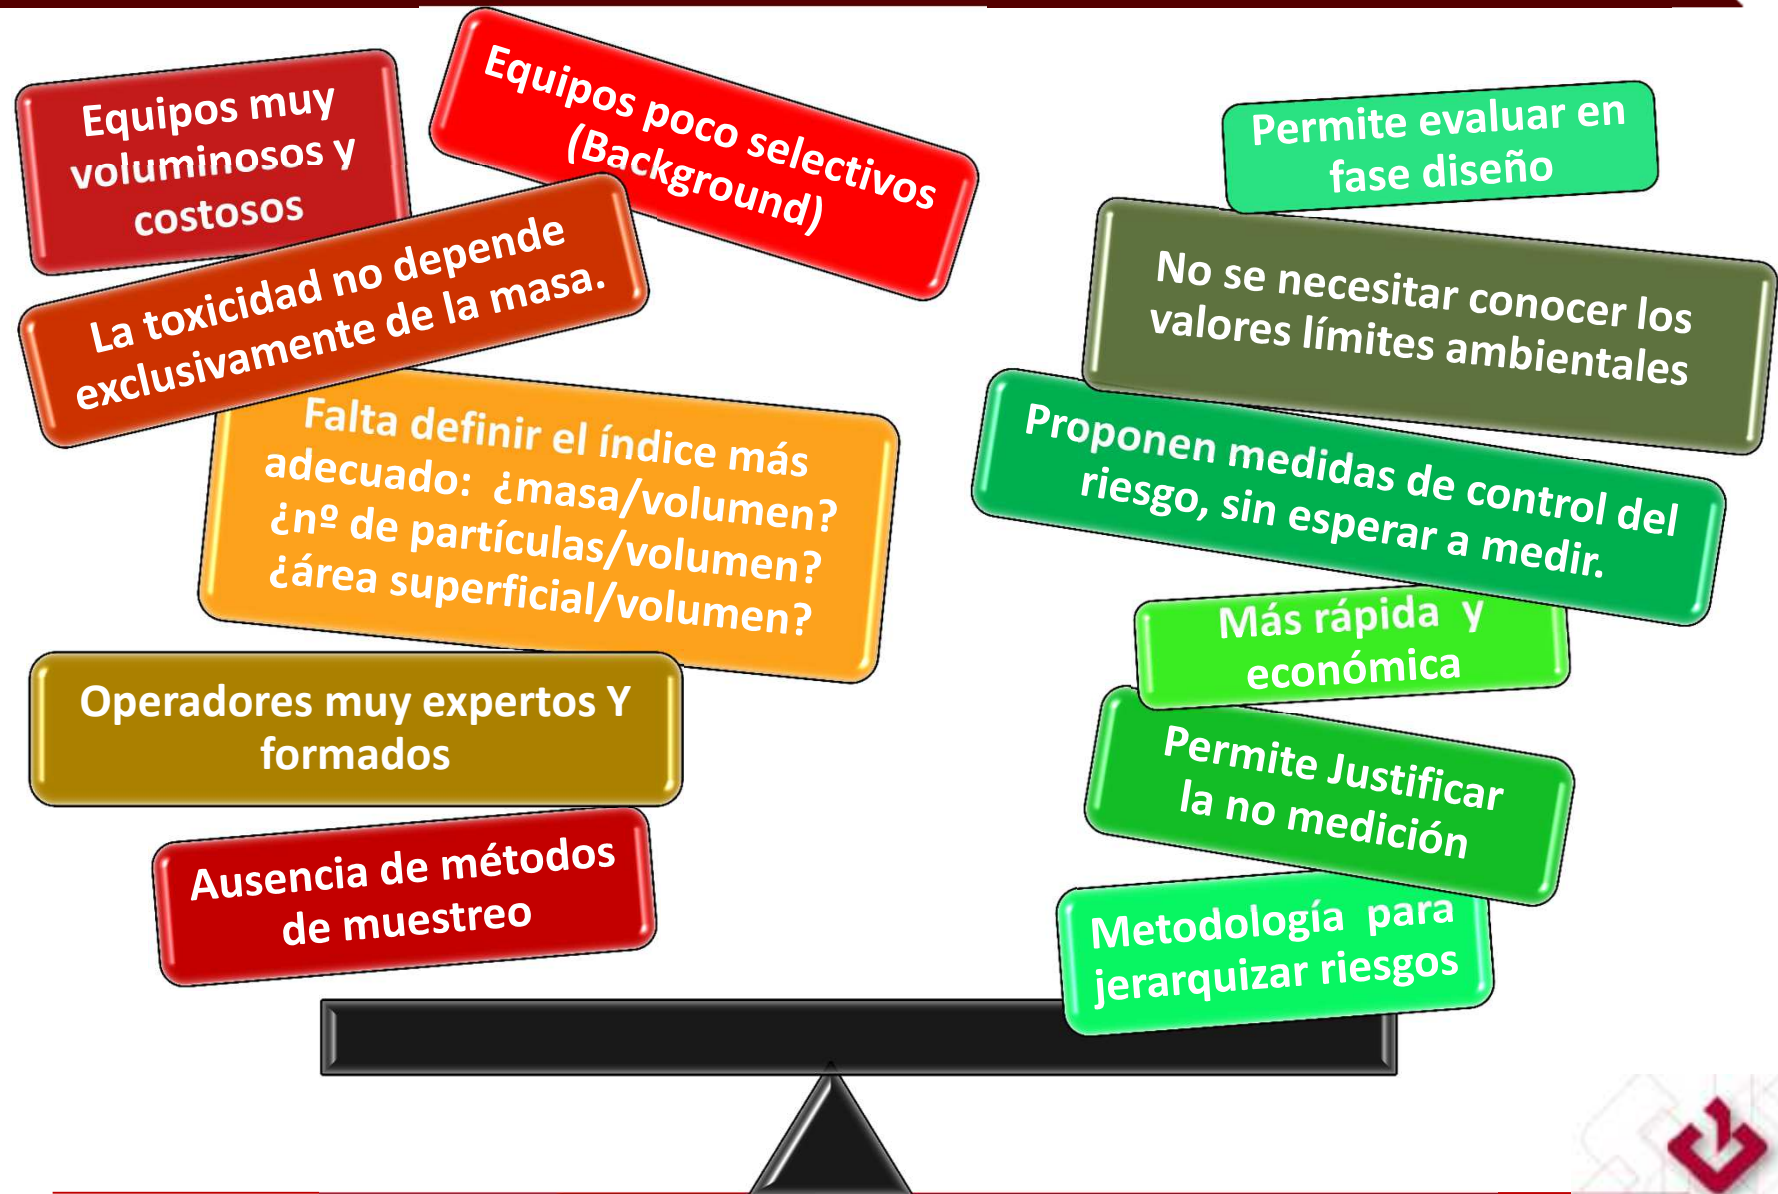 Equipos muy
voluminosos y
costosos
Equipos poco selectivos
(Background)
La toxicidad no depende
exclusivamente de la masa.
Falta definir el índice más
adecuado: ¿masa/volumen?
¿nº de partículas/volumen?
¿área superficial/volumen?
Operadores muy expertos Y
formados
Ausencia de métodos
de muestreo
Permite evaluar en
fase diseño
No se necesitar conocer los
valores límites ambientales
Proponen medidas de control del
riesgo, sin esperar a medir.
Más rápida y
económica
Permite Justificar
la no medición
Metodología para
jerarquizar riesgos